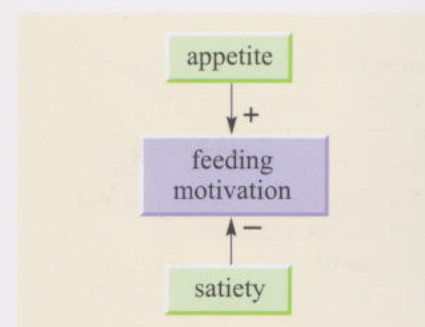 appetite
+
feeding
motivation
−
satiety